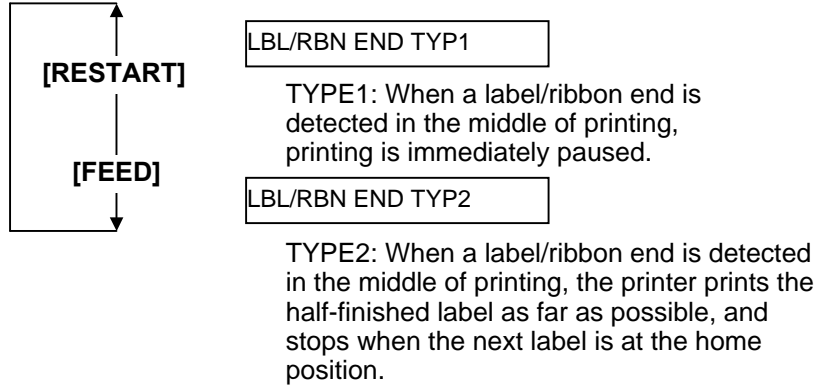 LBL/RBN END TYP1
[RESTART]
TYPE1: When a label/ribbon end is
detected in the middle of printing,
printing is immediately paused.
[FEED]
LBL/RBN END TYP2
TYPE2: When a label/ribbon end is detected
in the middle of printing, the printer prints the
half-finished label as far as possible, and
stops when the next label is at the home
position.